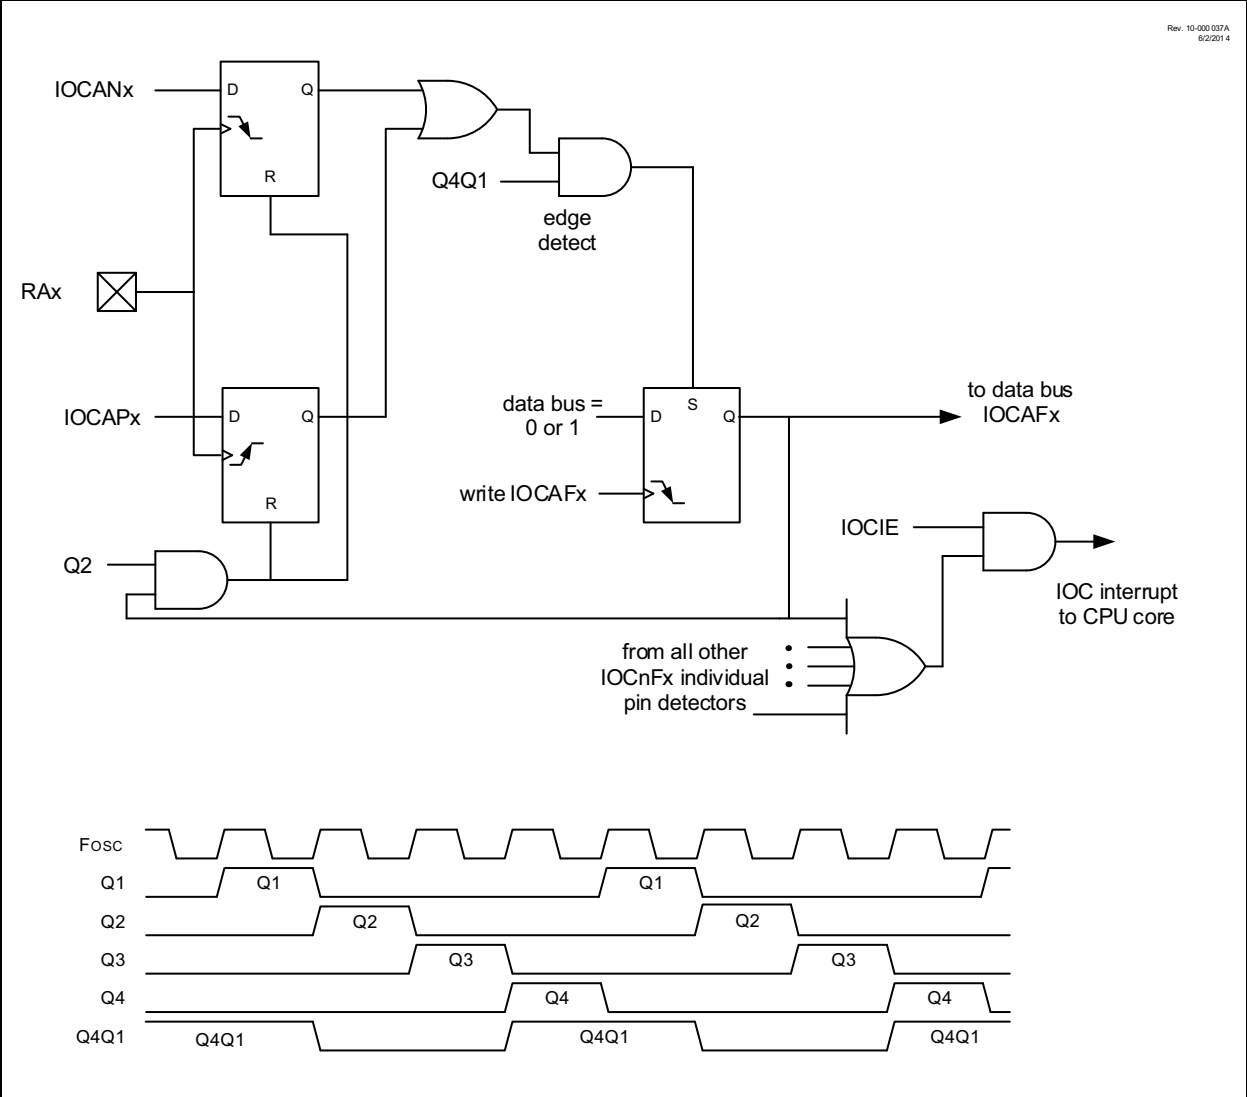 Rev. 10-000 037A
6/2/201 4
IOCANx
D
Q
R
Q4Q1
edge
detect
RAx
IOCAPx
D
Q
R
data bus =
0 or 1
S
D
Q
to data bus
IOCAFx
write IOCAFx
IOCIE
Q2
IOC interrupt
to CPU core
from all other
IOCnFx individual
pin detectors
Fosc
Q1
Q1
Q1
Q2
Q2
Q2
Q3
Q3
Q3
Q4
Q4
Q4
Q4Q1
Q4Q1
Q4Q1
Q4Q1